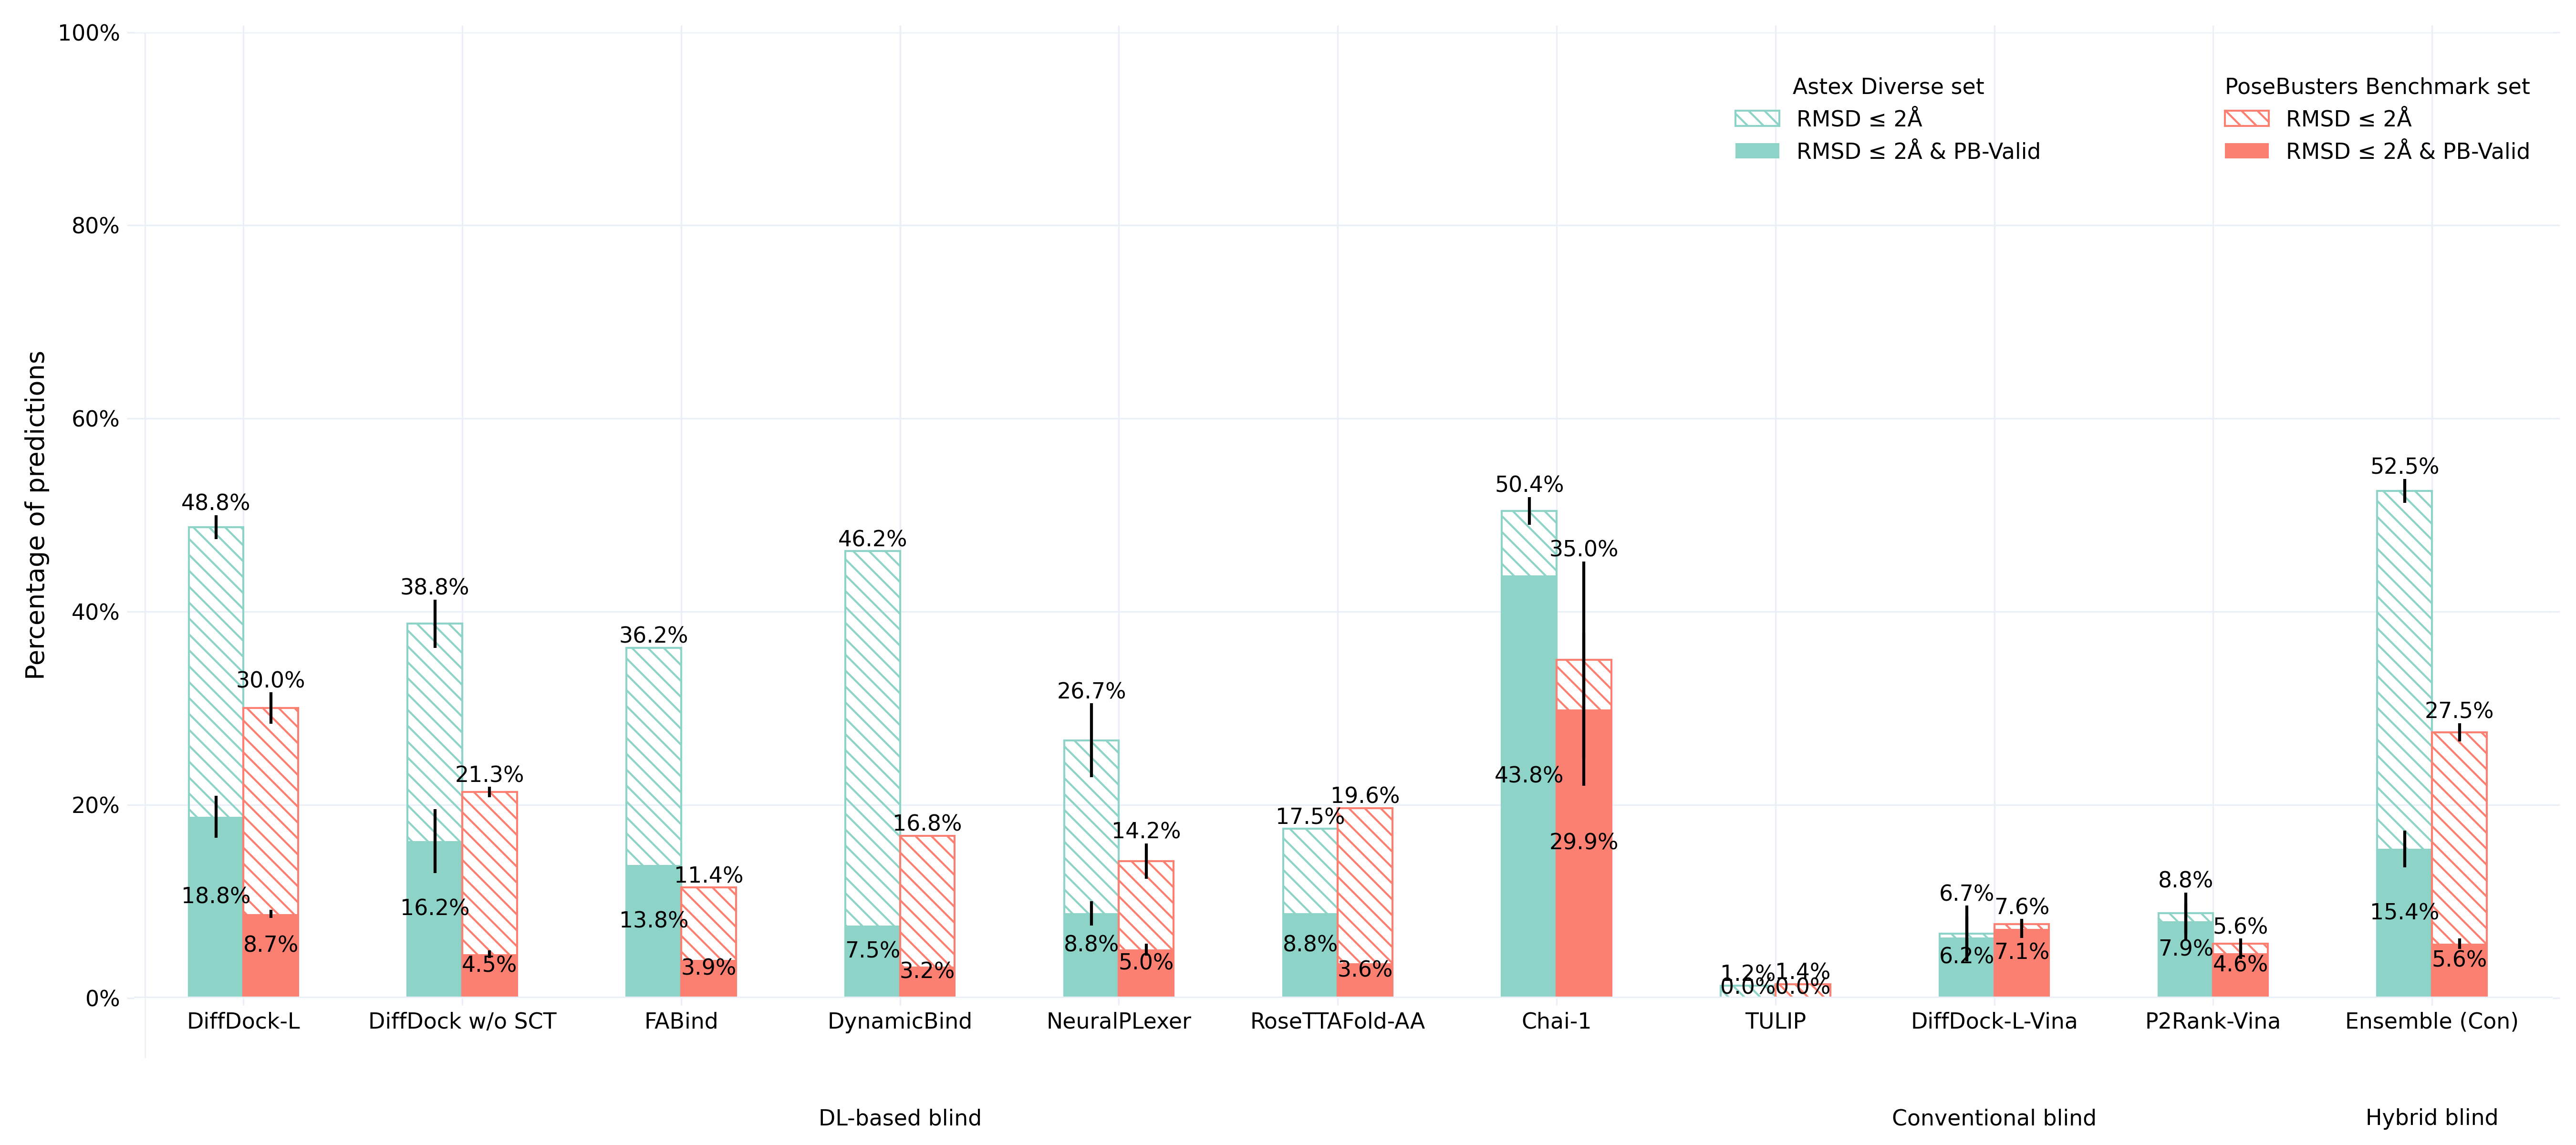 100%
80%
60%
40%
20%
0%
Percentage of predictions
Astex Diverse set
RMSD ≤ 2Å
RMSD ≤ 2Å & PB-Valid
PoseBusters Benchmark set
RMSD ≤ 2Å
RMSD ≤ 2Å & PB-Valid
48.8%
18.8%
30.0%
8.7%
38.8%
16.2%
21.3%
4.5%
36.2%
13.8%
11.4%
3.9%
46.2%
7.5%
16.8%
3.2%
26.7%
8.8%
14.2%
5.0%
17.5%
8.8%
19.6%
3.6%
50.4%
43.8%
35.0%
29.9%
1.2%
0.0%
1.4%
0.0%
6.7%
6.2%
7.6%
7.1%
8.8%
7.9%
5.6%
4.6%
52.5%
15.4%
27.5%
5.6%
DiffDock-L
DiffDock w/o SCT
FABind
DynamicBind
NeuralPLexer
RoseTTAFold-AA
Chai-1
TULIP
DiffDock-L-Vina
P2Rank-Vina
Ensemble (Con)
DL-based blind
Conventional blind
Hybrid blind